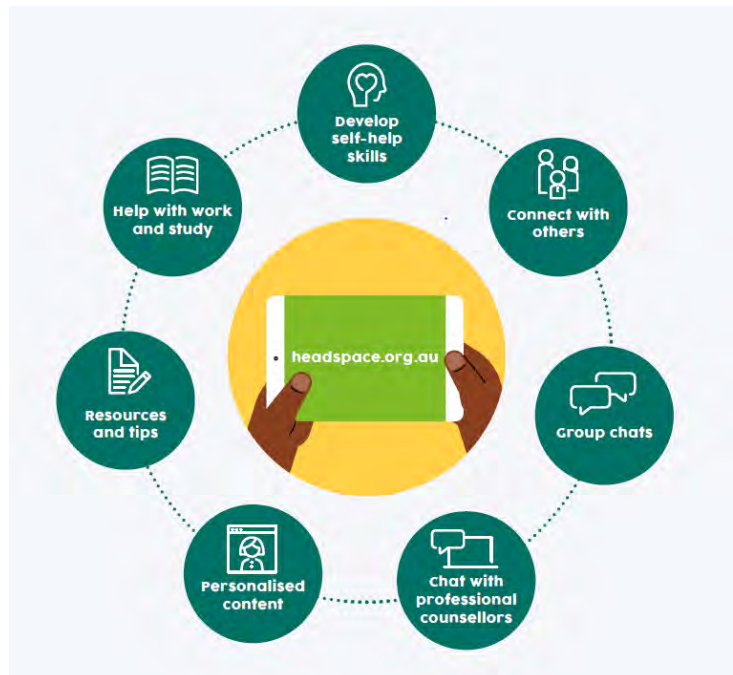 Develop
self-help
skills
Connect with
others
Group chats
Chat with
professional
counsellors
Personalised
content
Resources
and tips
Help with work
and study
headspace.org.au